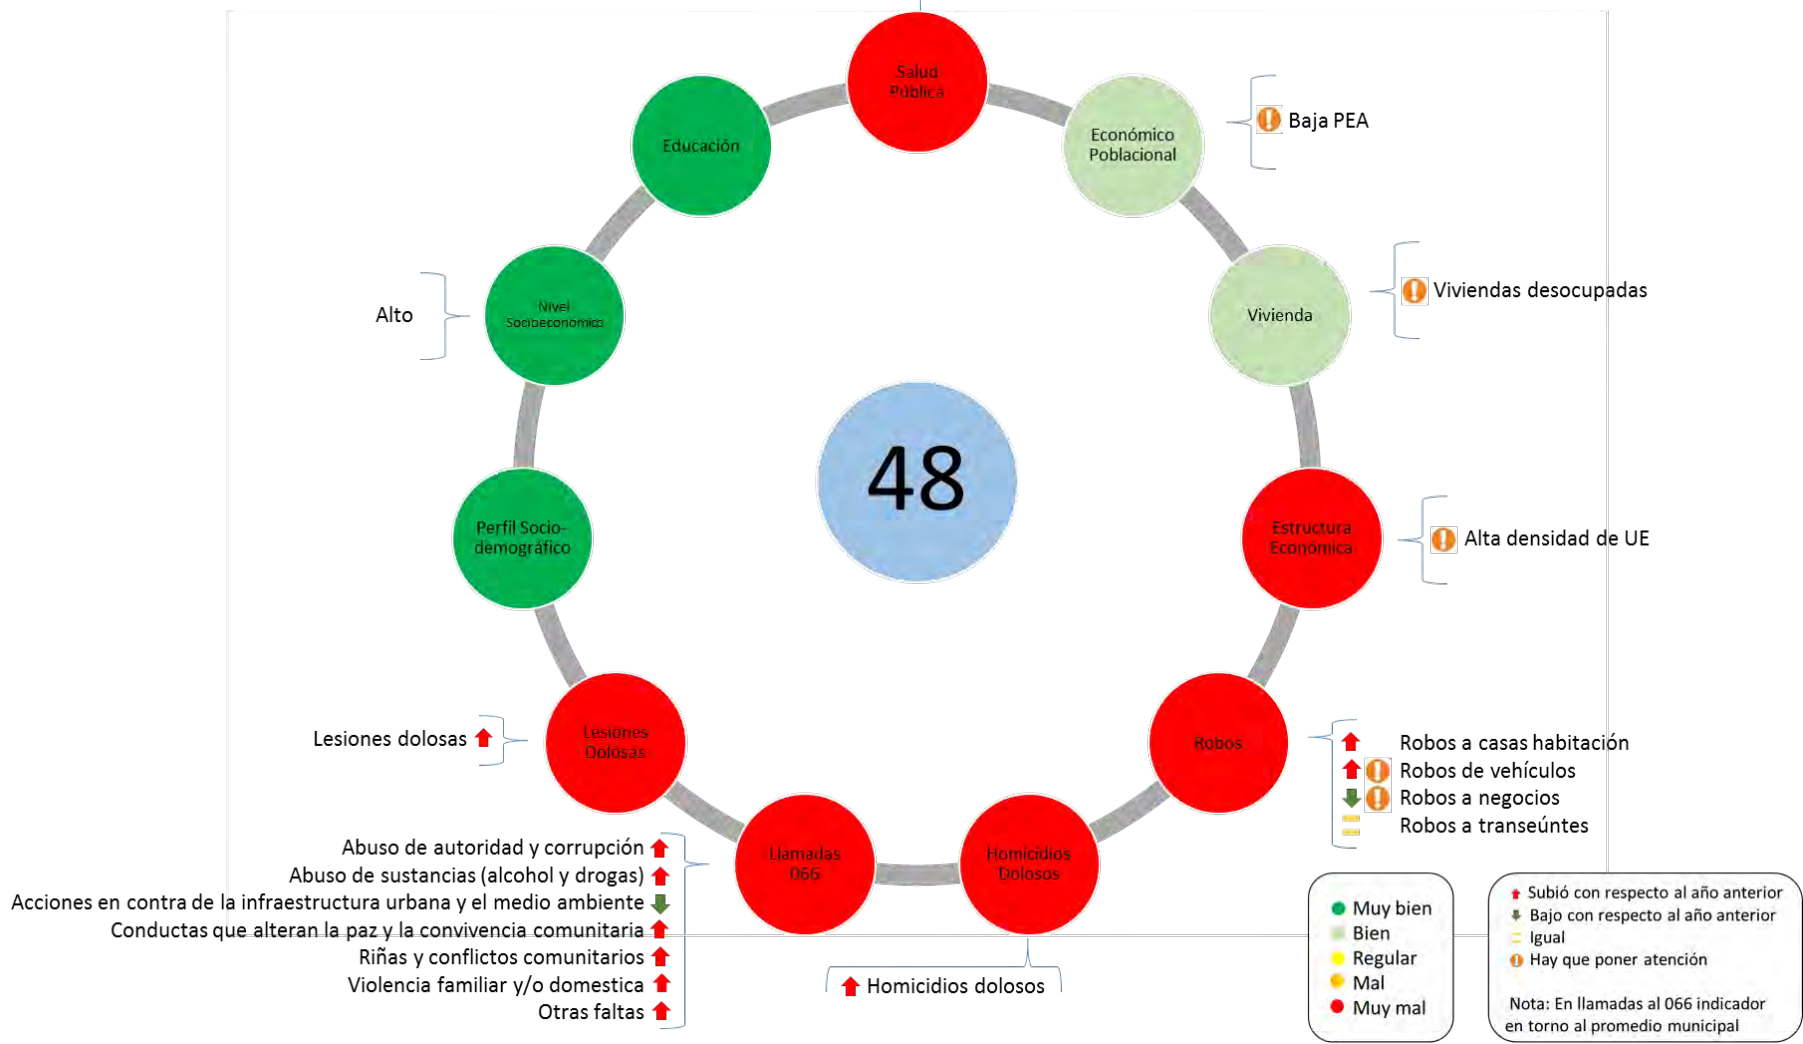 Salud
Pública
Económico
Poblacional
Baja PEA
Vivienda
Viviendas desocupadas
Estructura
Económica
Alta densidad de UE
Robos
Robos a casas habitación
Robos de vehículos
Robos a negocios
Robos a transeúntes
Homicidios
Dolosos
Homicidios dolosos
Llamadas
066
Abuso de autoridad y corrupción
Abuso de sustancias (alcohol y drogas)
Acciones en contra de la infraestructura urbana y el medio ambiente
Conductas que alteran la paz y la convivencia comunitaria
Riñas y conflictos comunitarios
Violencia familiar y/o domestica
Otras faltas
Lesiones
Dolosas
Lesiones dolosas
Perfil Socio-
demográfico
Nivel
Socioeconómico
Alto
Educación
48
Muy bien
Bien
Regular
Mal
Muy mal
Subió con respecto al año anterior
Bajo con respecto al año anterior
Igual
Hay que poner atención
Nota: En llamadas al 066 indicador
en torno al promedio municipal